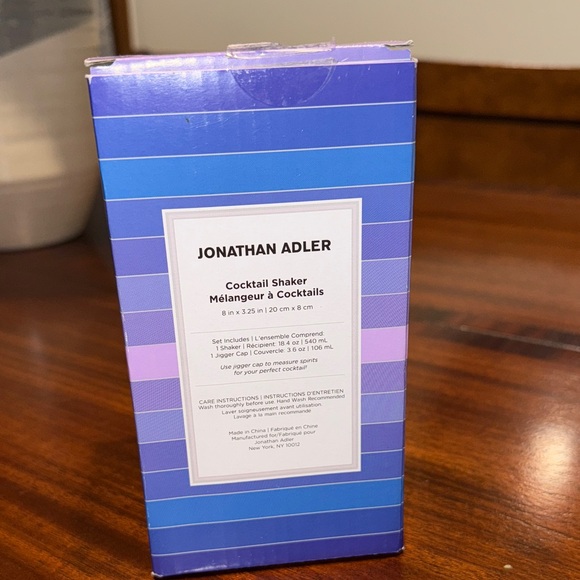 JONATHAN ADLER
Cocktail Shaker
Mélangeur à Cocktails
8 in x 3.25 in | 20 cm x 8 cm
Set Includes | L'ensemble Comprend:
1 Shaker | Récipient: 18.4 oz | 540 mL
1 Jigger Cap | Couvercle: 3.6 oz | 106 mL
Use jigger cap to measure spirits
for your perfect cocktail!
CARE INSTRUCTIONS | INSTRUCTIONS D'ENTRETIEN
Wash thoroughly before use. Hand Wash Recommended
Laver soigneusement avant utilisation.
Lavage à la main recommandé
Made in China | Fabriqué en Chine
Manufactured for/Fabriqué pour
Jonathan Adler
New York, NY 10012